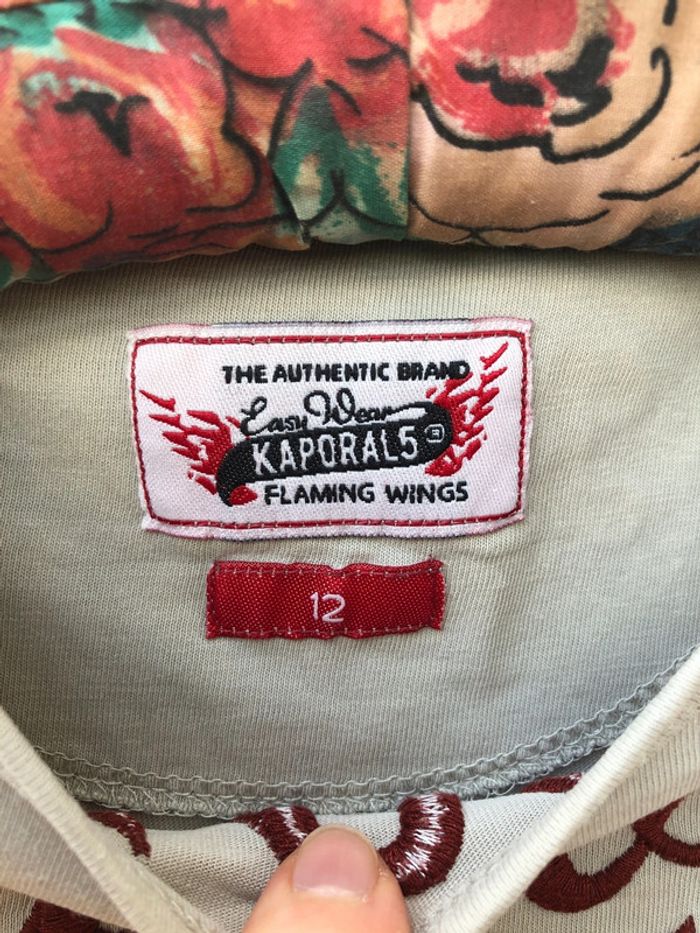 THE AUTHENTIC BRAND
Easy Wear
KAPORAL5 ®
FLAMING WINGS
12